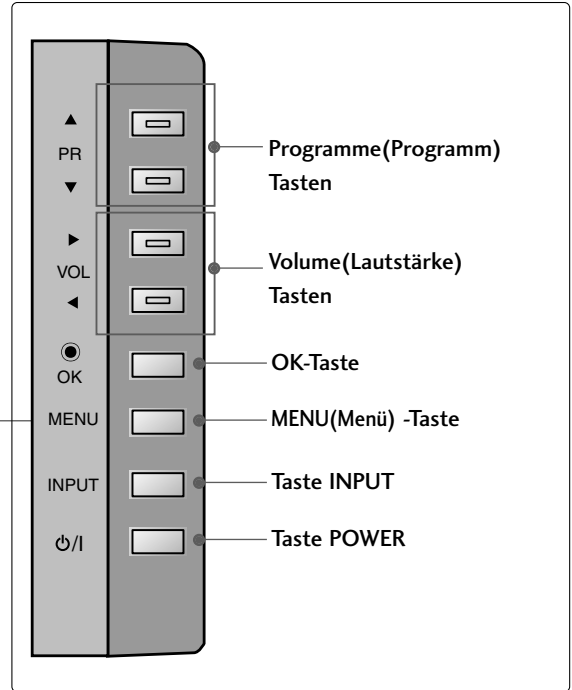 PR
VOL
OK
MENU
INPUT
⏻/I
Programme(Programm)
Tasten
Volume(Lautstärke)
Tasten
OK-Taste
MENU(Menü) -Taste
Taste INPUT
Taste POWER